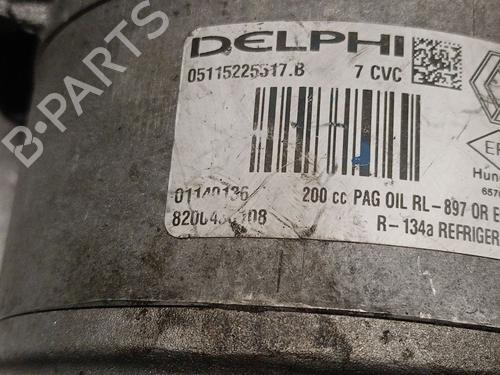 B-PARTS
DELPHI
05115225517.B 7 CVC
01140136 200 cc PAG OIL RL-897 OR
R-134a REFRIGER